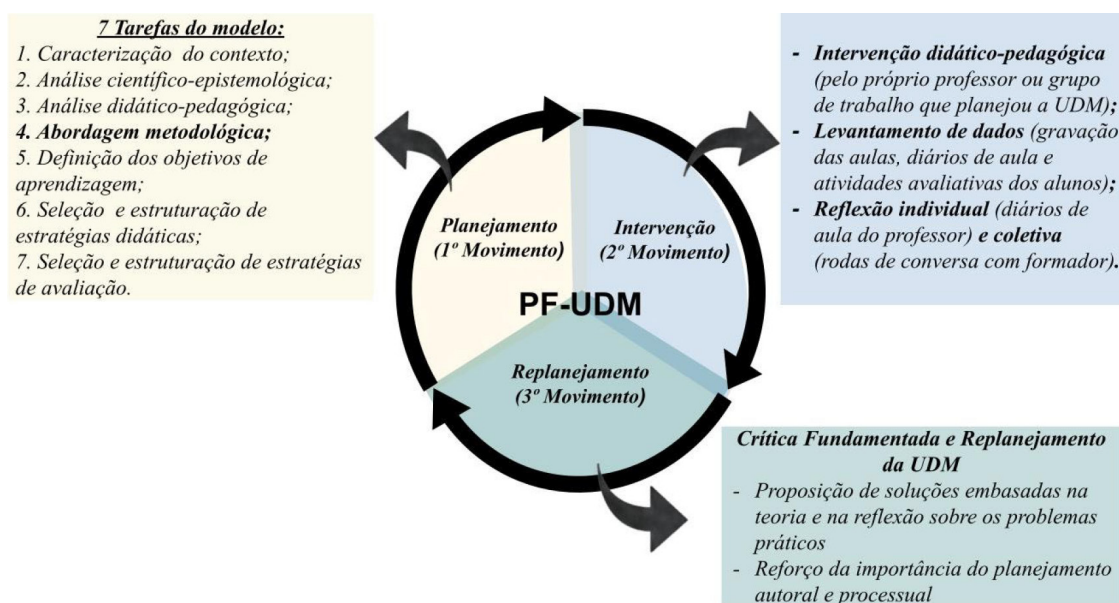 7 Tarefas do modelo:
1. Caracterização do contexto;
2. Análise científico-epistemológica;
3. Análise didático-pedagógica;
4. Abordagem metodológica;
5. Definição dos objetivos de
aprendizagem;
6. Seleção e estruturação de
estratégias didáticas;
7. Seleção e estruturação de estratégias
de avaliação.
- Intervenção didático-pedagógica
(pelo próprio professor ou grupo
de trabalho que planejou a UDM);
- Levantamento de dados (gravação
das aulas, diários de aula e
atividades avaliativas dos alunos);
- Reflexão individual (diários de
aula do professor) e coletiva
(rodas de conversa com formador).
Planejamento
(1º Movimento)
Intervenção
(2º Movimento)
PF-UDM
Replanejamento
(3º Movimento)
Crítica Fundamentada e Replanejamento
da UDM
- Proposição de soluções embasadas na
teoria e na reflexão sobre os problemas
práticos
- Reforço da importância do planejamento
autoral e processual